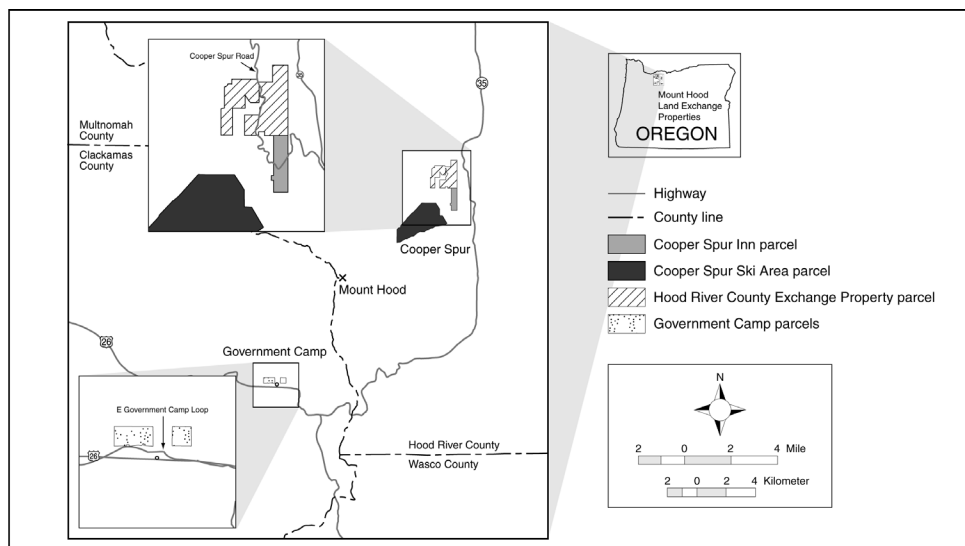 Cooper Spur Road
35
35
Multnomah
County
Clackamas
County
Mount Hood
Land Exchange
Properties
OREGON
Cooper Spur
Mount Hood
26
Government Camp
E Government Camp Loop
26
Hood River County
Wasco County
Highway
County line
Cooper Spur Inn parcel
Cooper Spur Ski Area parcel
Hood River County Exchange Property parcel
Government Camp parcels
N
2 0 2 4 Mile
2 0 2 4 Kilometer